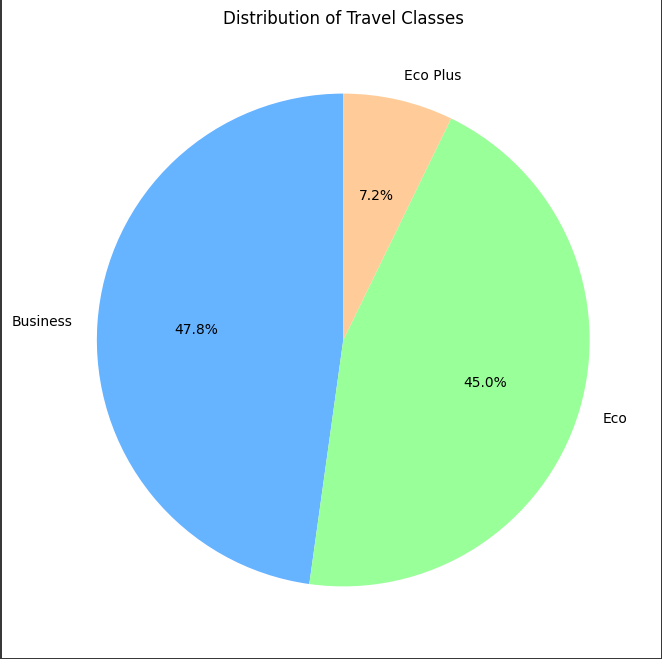 Distribution of Travel Classes
Eco Plus
7.2%
Business
47.8%
45.0%
Eco